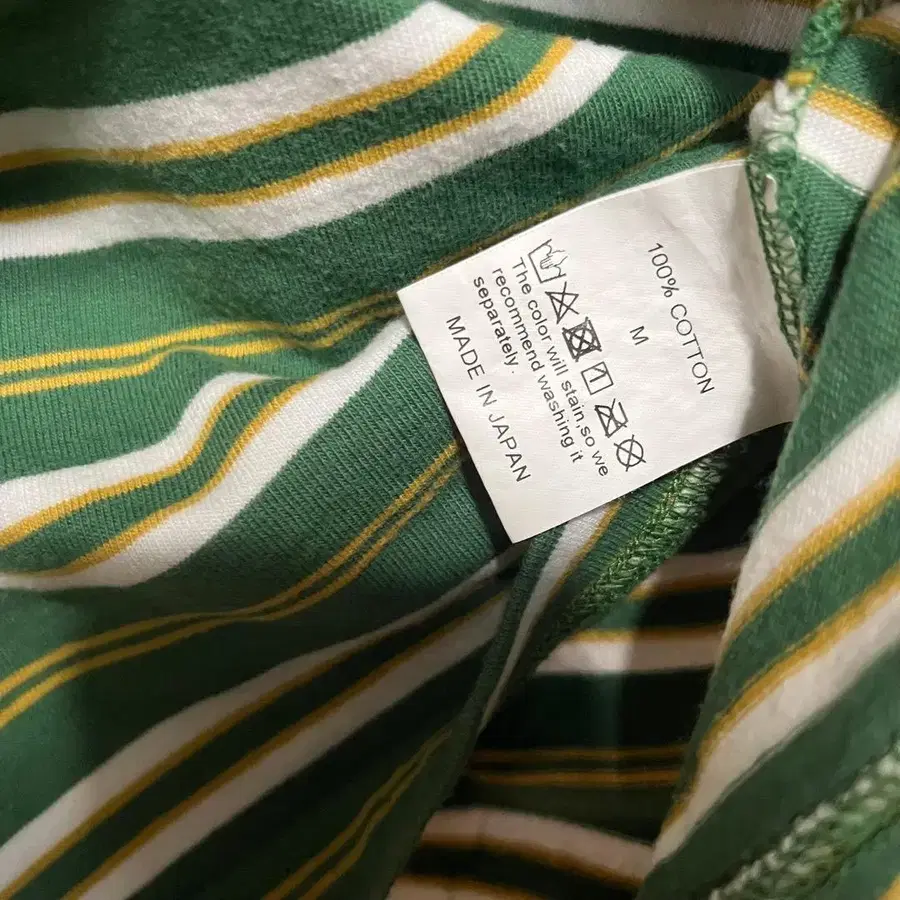 100% COTTON
M
The color will stain,so we
recommend washing it
separately.
MADE IN JAPAN